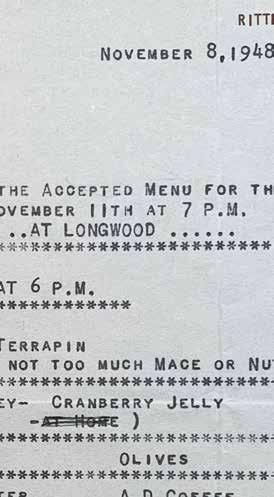 RITT
NOVEMBER 8, 1948
THE ACCEPTED MENU FOR TH
OVEMBER 11TH AT 7 P.M.
..AT LONGWOOD ......
*****************************
AT 6 P.M.
**************
TERRAPIN
NOT TOO MUCH MACE OR NU
*****************************
EY- CRANBERRY JELLY
-AT HOME )
*****************************
OLIVES
*****************************
TER A D COFFEE